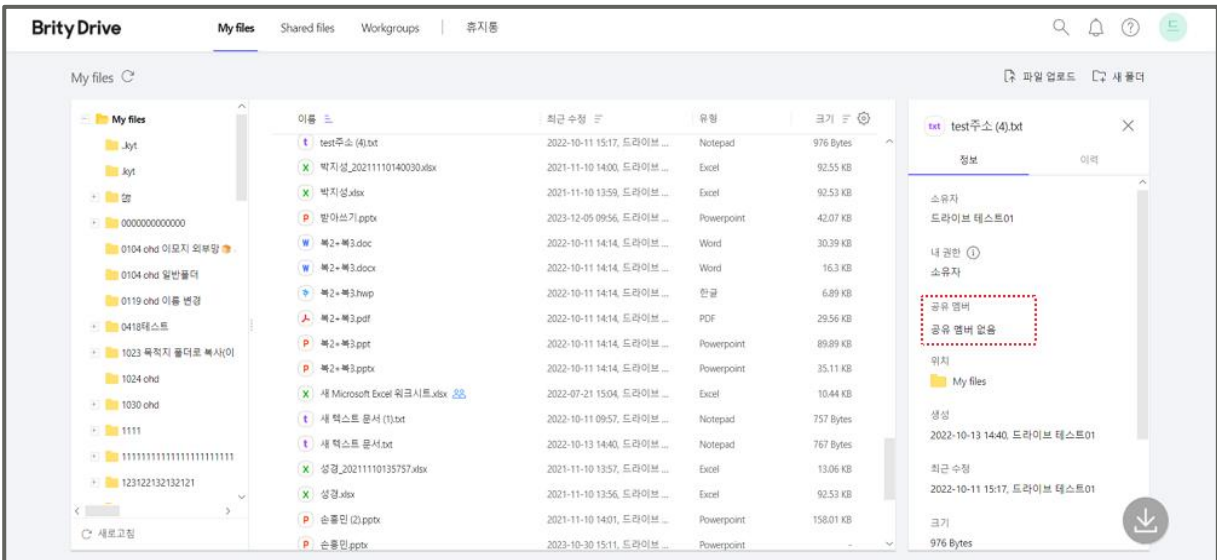 Brity Drive
My files Shared files Workgroups 휴지통
드
My files
파일 업로드 새 폴더
My files
.kyt
0000000000000
0104 ohd 이모지 외부망
0104 ohd 일반폴더
0119 ohd 이름 변경
0418테스트
1023 목적지 폴더로 복사(이
1024 ohd
1030 ohd
1111
123122132132121
새로고침
이름 최근 수정 유형 크기
test주소 (4).txt 2022-10-11 15:17, 드라이브 ... Notepad 976 Bytes
박지성_20211110140030.xlsx 2021-11-10 14:00, 드라이브 ... Excel 92.55 KB
박지성.xlsx 2021-11-10 13:59, 드라이브 ... Excel 92.53 KB
받아쓰기.pptx 2023-12-05 09:56, 드라이브 ... Powerpoint 42.07 KB
복2+복3.doc 2022-10-11 14:14, 드라이브 ... Word 30.39 KB
복2+복3.docx 2022-10-11 14:14, 드라이브 ... Word 16.3 KB
복2+복3.hwp 2022-10-11 14:14, 드라이브 ... 한글 6.89 KB
복2+복3.pdf 2022-10-11 14:14, 드라이브 ... PDF 29.56 KB
복2+복3.ppt 2022-10-11 14:14, 드라이브 ... Powerpoint 89.89 KB
복2+복3.pptx 2022-10-11 14:14, 드라이브 ... Powerpoint 35.11 KB
새 Microsoft Excel 워크시트.xlsx 2022-07-21 15:04, 드라이브 ... Excel 10.44 KB
새 텍스트 문서 (1).txt 2022-10-11 09:57, 드라이브 ... Notepad 757 Bytes
새 텍스트 문서.txt 2022-10-13 14:40, 드라이브 ... Notepad 767 Bytes
성경_20211110135757.xlsx 2021-11-10 13:57, 드라이브 ... Excel 13.06 KB
성경.xlsx 2021-11-10 13:56, 드라이브 ... Excel 92.53 KB
손흥민 (2).pptx 2021-11-10 14:01, 드라이브 ... Powerpoint 158.01 KB
손흥민.pptx 2023-10-30 15:11, 드라이브 ... Powerpoint -
txt test주소 (4).txt
정보 이력
소유자
드라이브 테스트01
내 권한
소유자
공유 멤버
공유 멤버 없음
위치
My files
생성
2022-10-13 14:40, 드라이브 테스트01
최근 수정
2022-10-11 15:17, 드라이브 테스트01
크기
976 Bytes